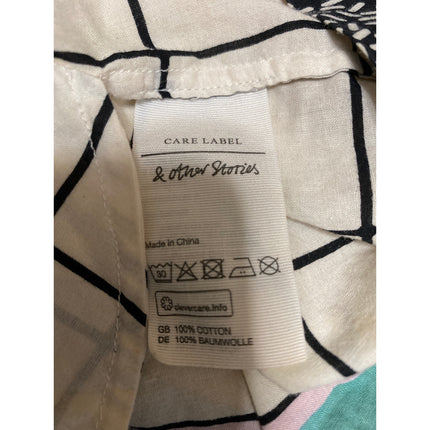 CARE LABEL
& Other Stories
Made in China
30
clevercare.info
GB 100% COTTON
DE 100% BAUMWOLLE